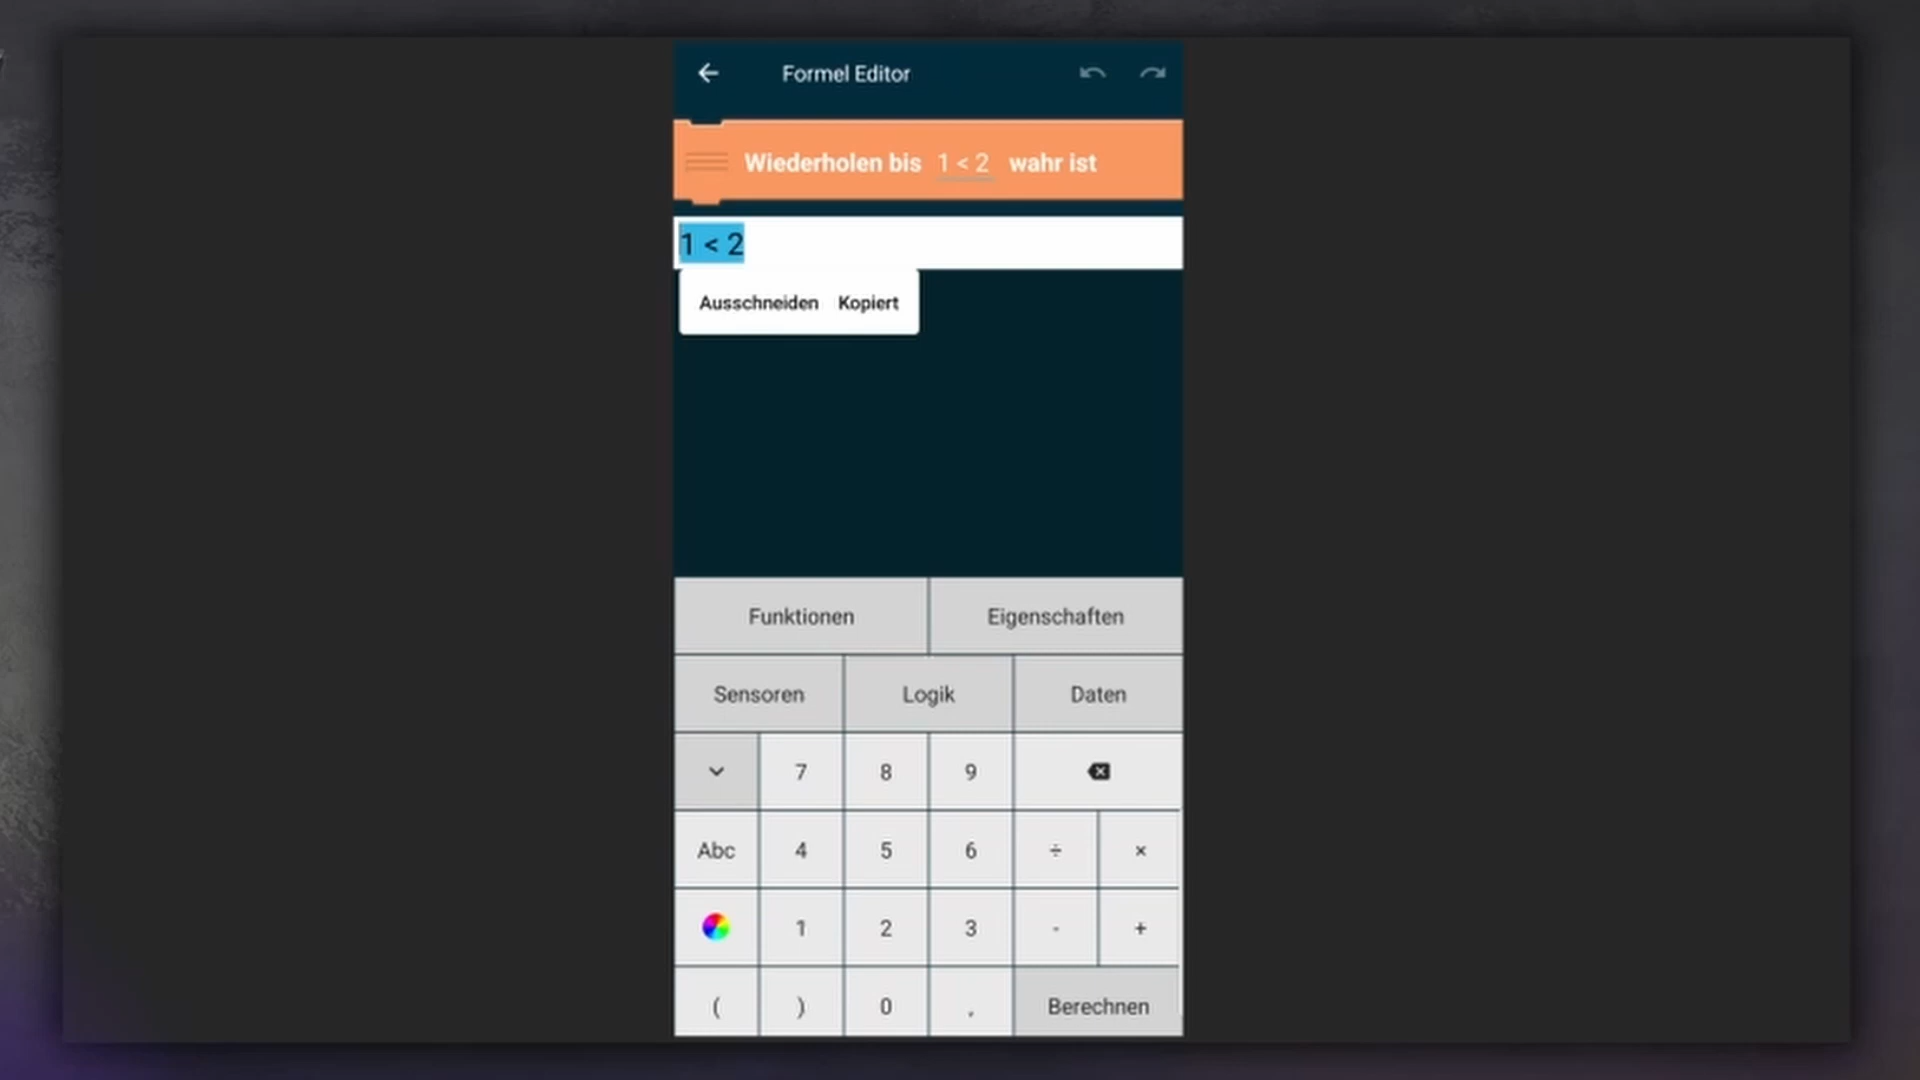 Formel Editor
Wiederholen bis 1 < 2 wahr ist
1 < 2
Ausschneiden Kopiert
Funktionen Eigenschaften
Sensoren Logik Daten
7 8 9
Abc 4 5 6 ÷ ×
1 2 3 - +
( ) 0 , Berechnen